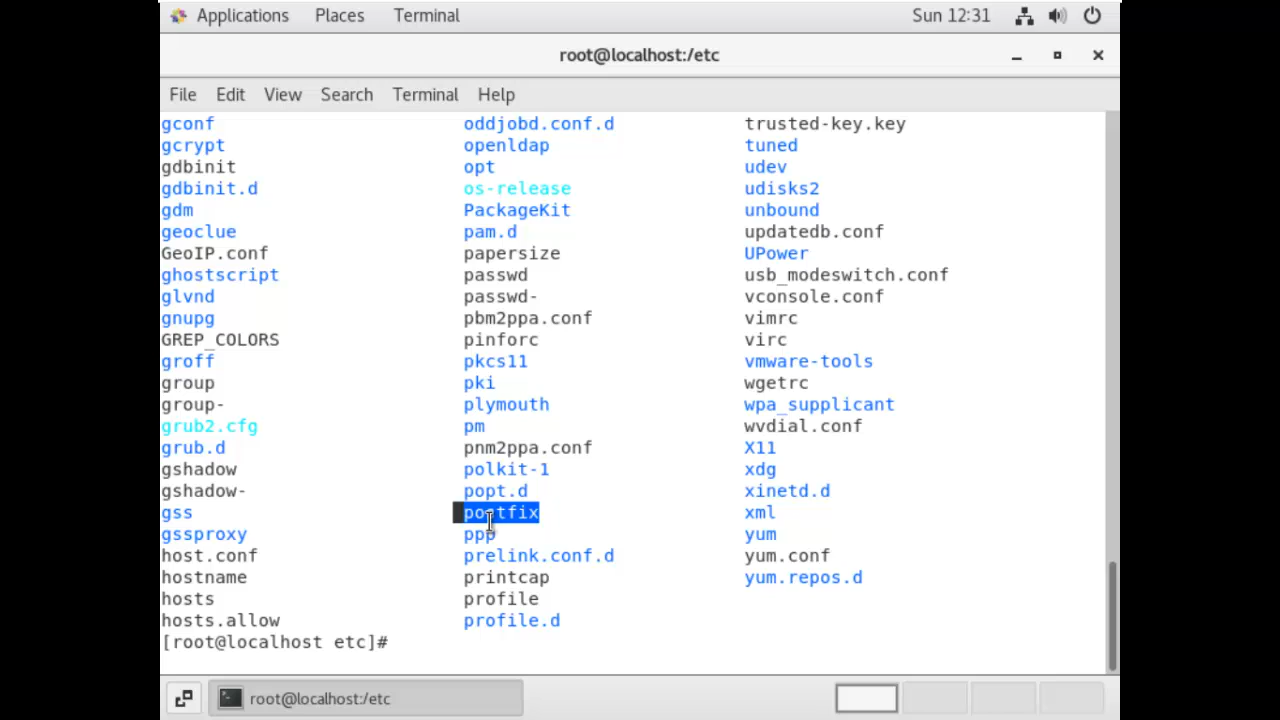 Applications Places Terminal Sun 12:31
root@localhost:/etc
File Edit View Search Terminal Help
gconf oddjobd.conf.d trusted-key.key
gcrypt openldap tuned
gdbinit opt udev
gdbinit.d os-release udisks2
gdm PackageKit unbound
geoclue pam.d updatedb.conf
GeoIP.conf papersize UPower
ghostscript passwd usb_modeswitch.conf
glvnd passwd- vconsole.conf
gnupg pbm2ppa.conf vimrc
GREP_COLORS pinforc virc
groff pkcs11 vmware-tools
group pki wgetrc
group- plymouth wpa_supplicant
grub2.cfg pm wvdial.conf
grub.d pnm2ppa.conf X11
gshadow polkit-1 xdg
gshadow- popt.d xinetd.d
gss postfix xml
gssproxy ppp yum
host.conf prelink.conf.d yum.conf
hostname printcap yum.repos.d
hosts profile
hosts.allow profile.d
[root@localhost etc]#
root@localhost:/etc